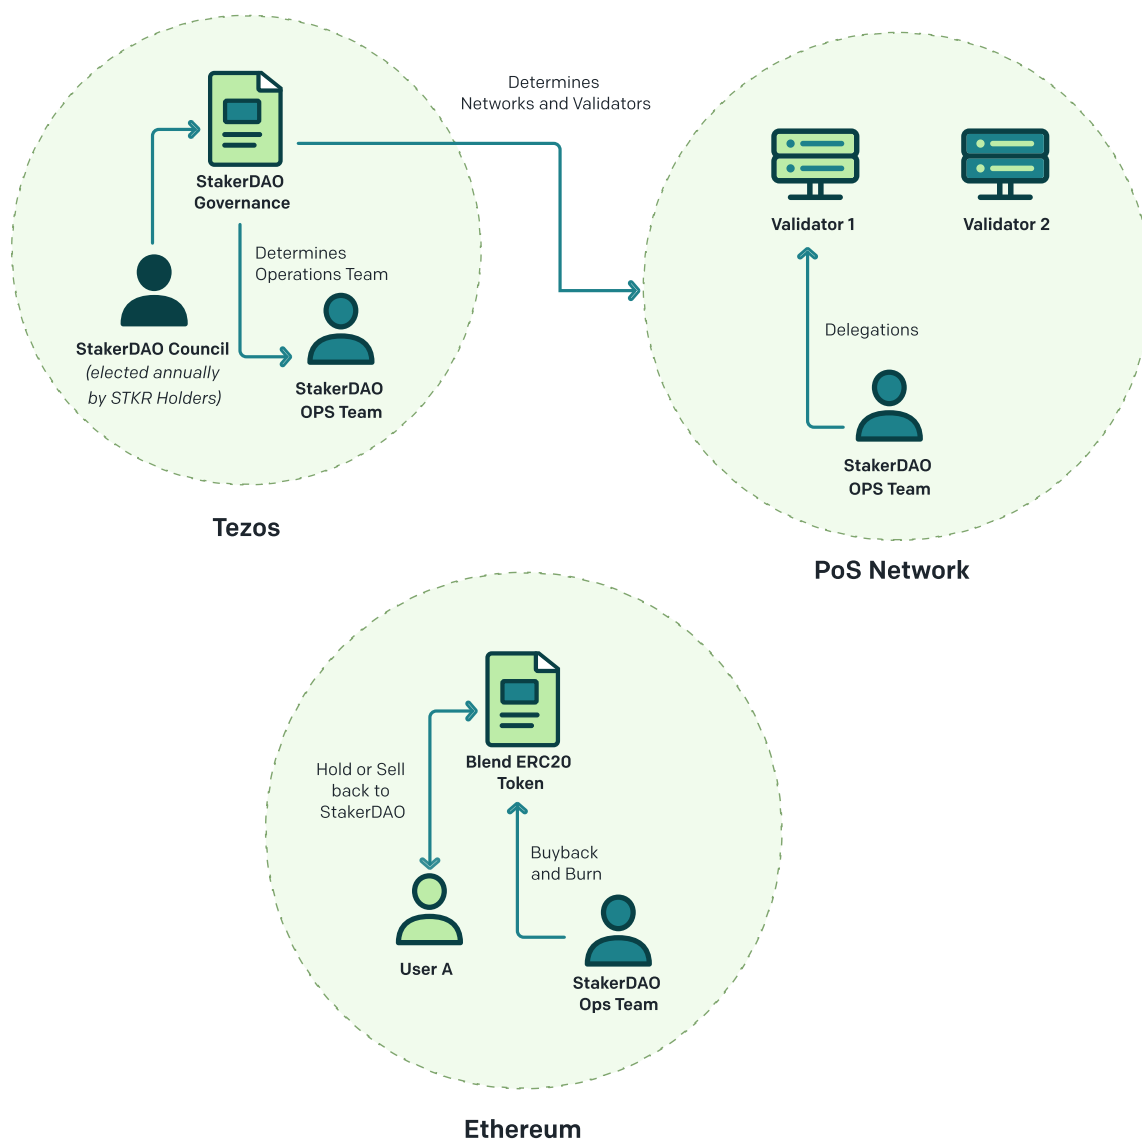 StakerDAO
Governance
Determines
Operations Team
StakerDAO Council
(elected annually
by STKR Holders)
StakerDAO
OPS Team
Tezos
Determines
Networks and Validators
Validator 1
Validator 2
Delegations
StakerDAO
OPS Team
PoS Network
Blend ERC20
Token
Hold or Sell
back to
StakerDAO
Buyback
and Burn
User A
StakerDAO
Ops Team
Ethereum